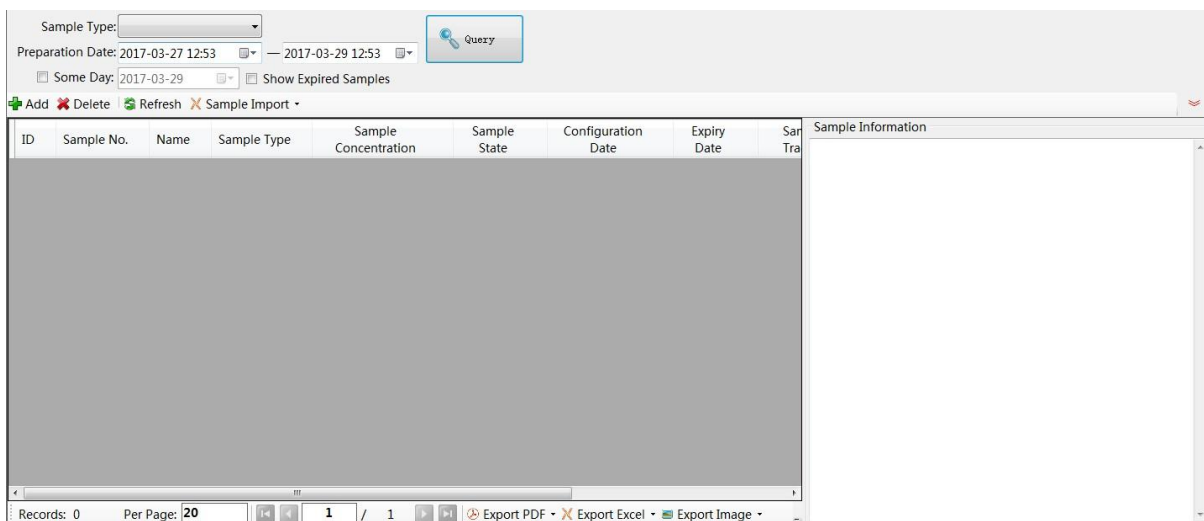 Sample Type:
Query
Preparation Date: 2017-03-27 12:53 — 2017-03-29 12:53
Some Day: 2017-03-29 Show Expired Samples
Add Delete Refresh Sample Import
ID Sample No. Name Sample Type Sample Concentration Sample State Configuration Date Expiry Date Sam Tra
Sample Information
Records: 0 Per Page: 20 1 / 1 Export PDF Export Excel Export Image